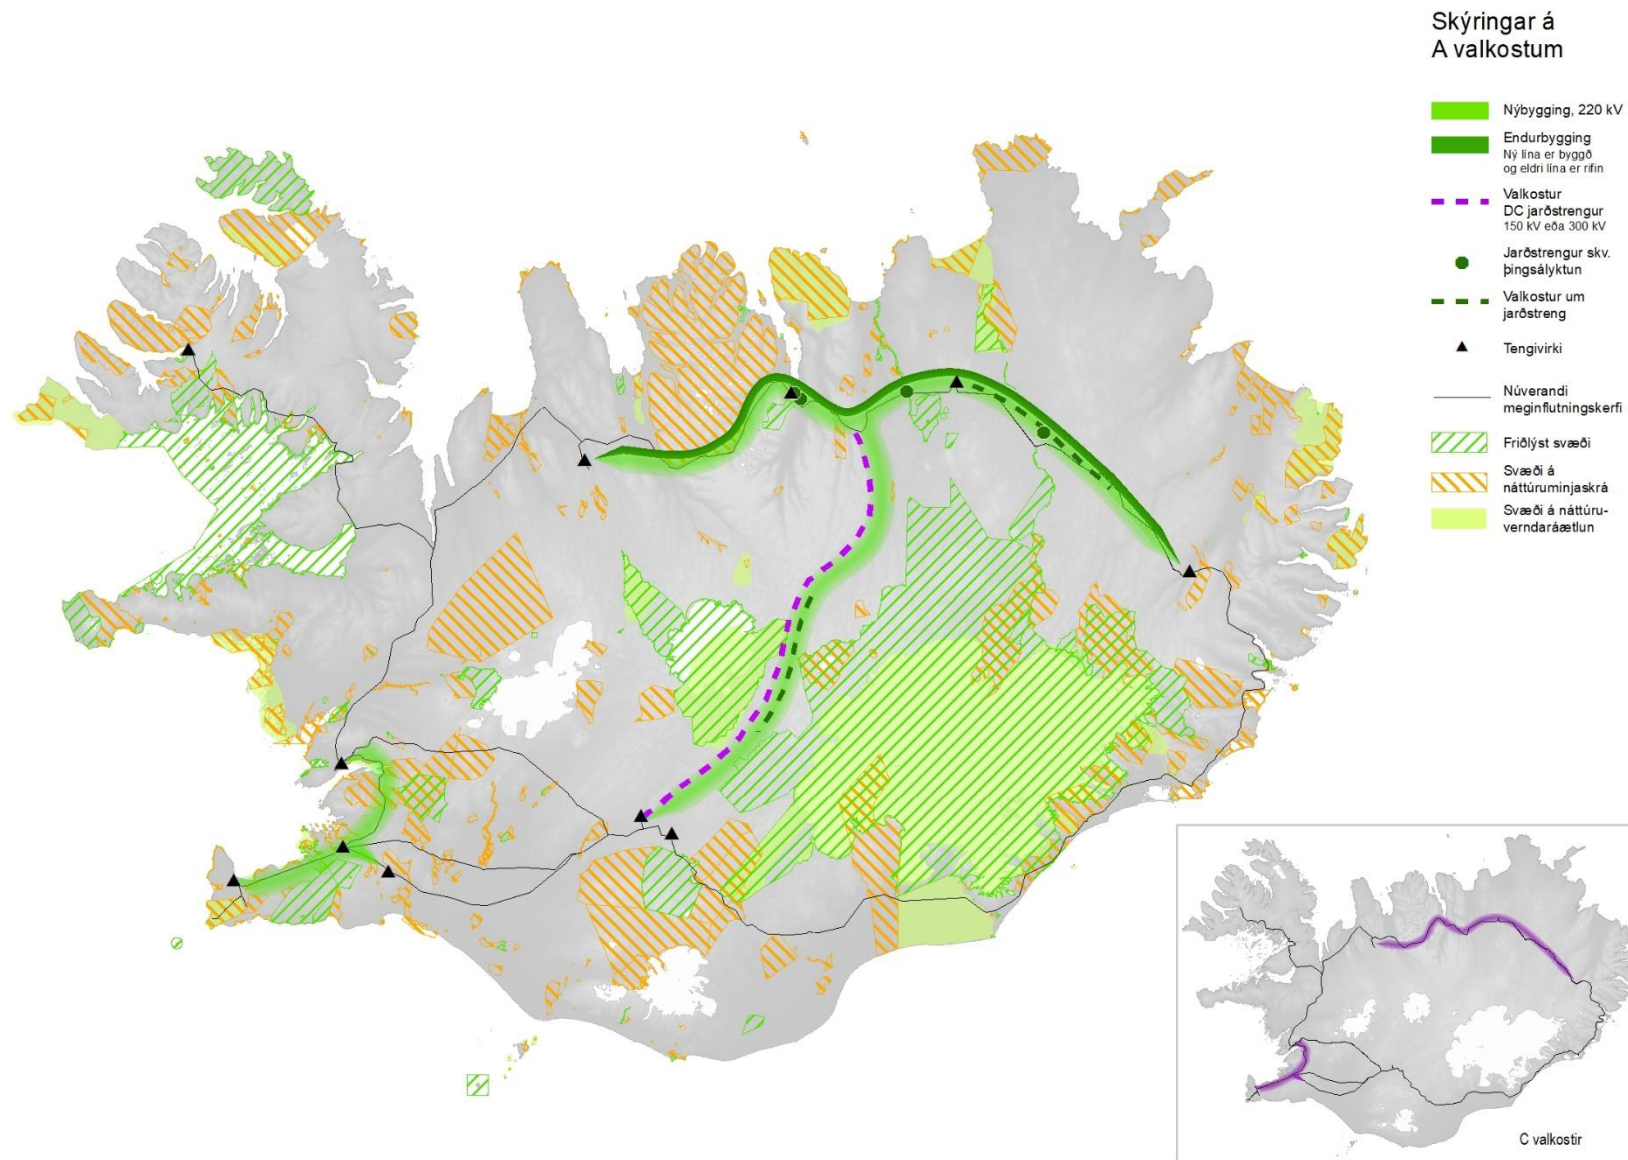 Skýringar á
A valkostum
Nýbygging, 220 kV
Endurbygging
Ný lína er byggð
og eldri lína er rifin
Valkostur
DC jarðstrengur
150 kV eða 300 kV
Jarðstrengur skv.
þingsályktun
Valkostur um
jarðstreng
Tengivirki
Núverandi
meginflutningskerfi
Friðlýst svæði
Svæði á
náttúruminjaskrá
Svæði á náttúru-
verndaráætlun
C valkostir